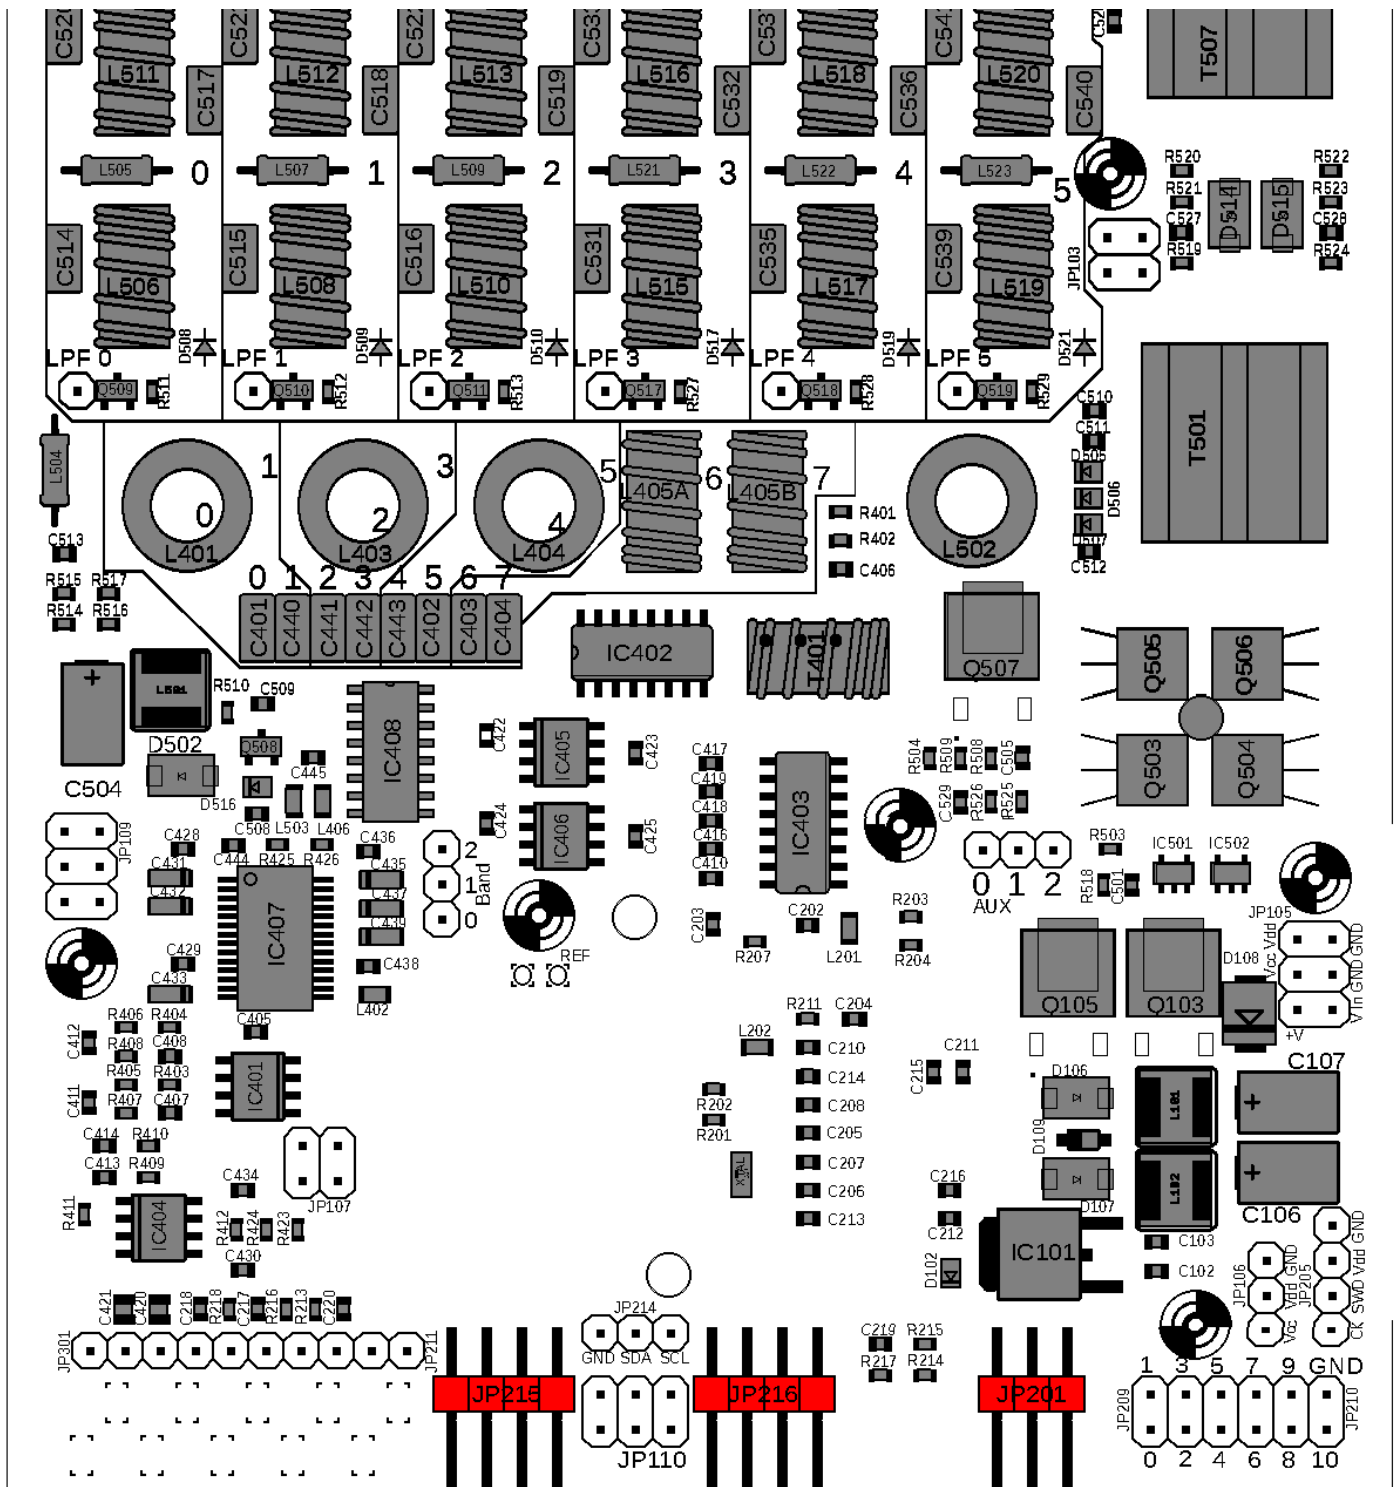 C520 C521 C522 C533 C537 C541 C52
L511 L512 L513 L516 L518 L520 T507
C517 C518 C519 C532 C536 C540
L505 0 L507 1 L509 2 L521 3 L522 4 L523 5
R520 R522
R521 R523
C527 C528
R519 R524
D514 D515
C514 C515 C516 C531 C535 C539
JP103
L506 L508 L510 L515 L517 L519
D508 D509 D510 D517 D519 D521
LPF 0 LPF 1 LPF 2 LPF 3 LPF 4 LPF 5
Q509 R511 Q510 R512 Q511 R513 Q517 R527 Q518 R528 Q519 R529
C510
C511
D505
D506
D507
C512
T501
L504
0 1 2 3 4 5 6 7
L401 L403 L404 L405A L405B L502
R401
R402
C406
C513
R515 R517
R514 R516
0 1 2 3 4 5 6 7
C401 C440 C441 C442 C443 C402 C403 C404
IC402 T401 Q507
Q505 Q506
Q503 Q504
+
C504
L501
R510 C509
D502
Q508
D516
C445
C508 L503 L406
IC408
C422 IC405 C423
C424 IC406 C425
C417
C419
C418
C416
C410
IC403
R504 R509 R508 C505
C529 R526 R525
JP109
C428 C444 R425 R426 C436
C431 C435
C432 C437
C439
C429 C438
C433 L402
IC407
2
1
0
Band
REF
0 1 2
AUX
R503 IC501 IC502
R518 C501
C203 R207 C202 L201
R203
R204
JP105
Vcc Vdd GND
GND
V In GND
+V
D108
Q105 Q103
R406 R404 C405
C412 R408 C408
R405 R403
C411 R407 C407
IC401
C414 R410
C413 R409
R411 IC404
C434
R412 R424 R423
C430
JP107
L202
R211 C204
C210
C214
C208
C205
C207
C206
C213
R202
R201
XTAL
C215 C211
C216
C212
D102
D106
D109
D107
L101
L102
C107
+
+
C106
IC101
C103
C102
JP106
Vcc Vdd GND
JP205
CK SWD Vdd GND
C421 C420 C218 R218 C217 R216 R213 C220
JP301 JP211
JP214
GND SDA SCL
C219 R215
R217 R214
JP215 JP216 JP201
JP110
1 3 5 7 9 GND
JP209 JP210
0 2 4 6 8 10